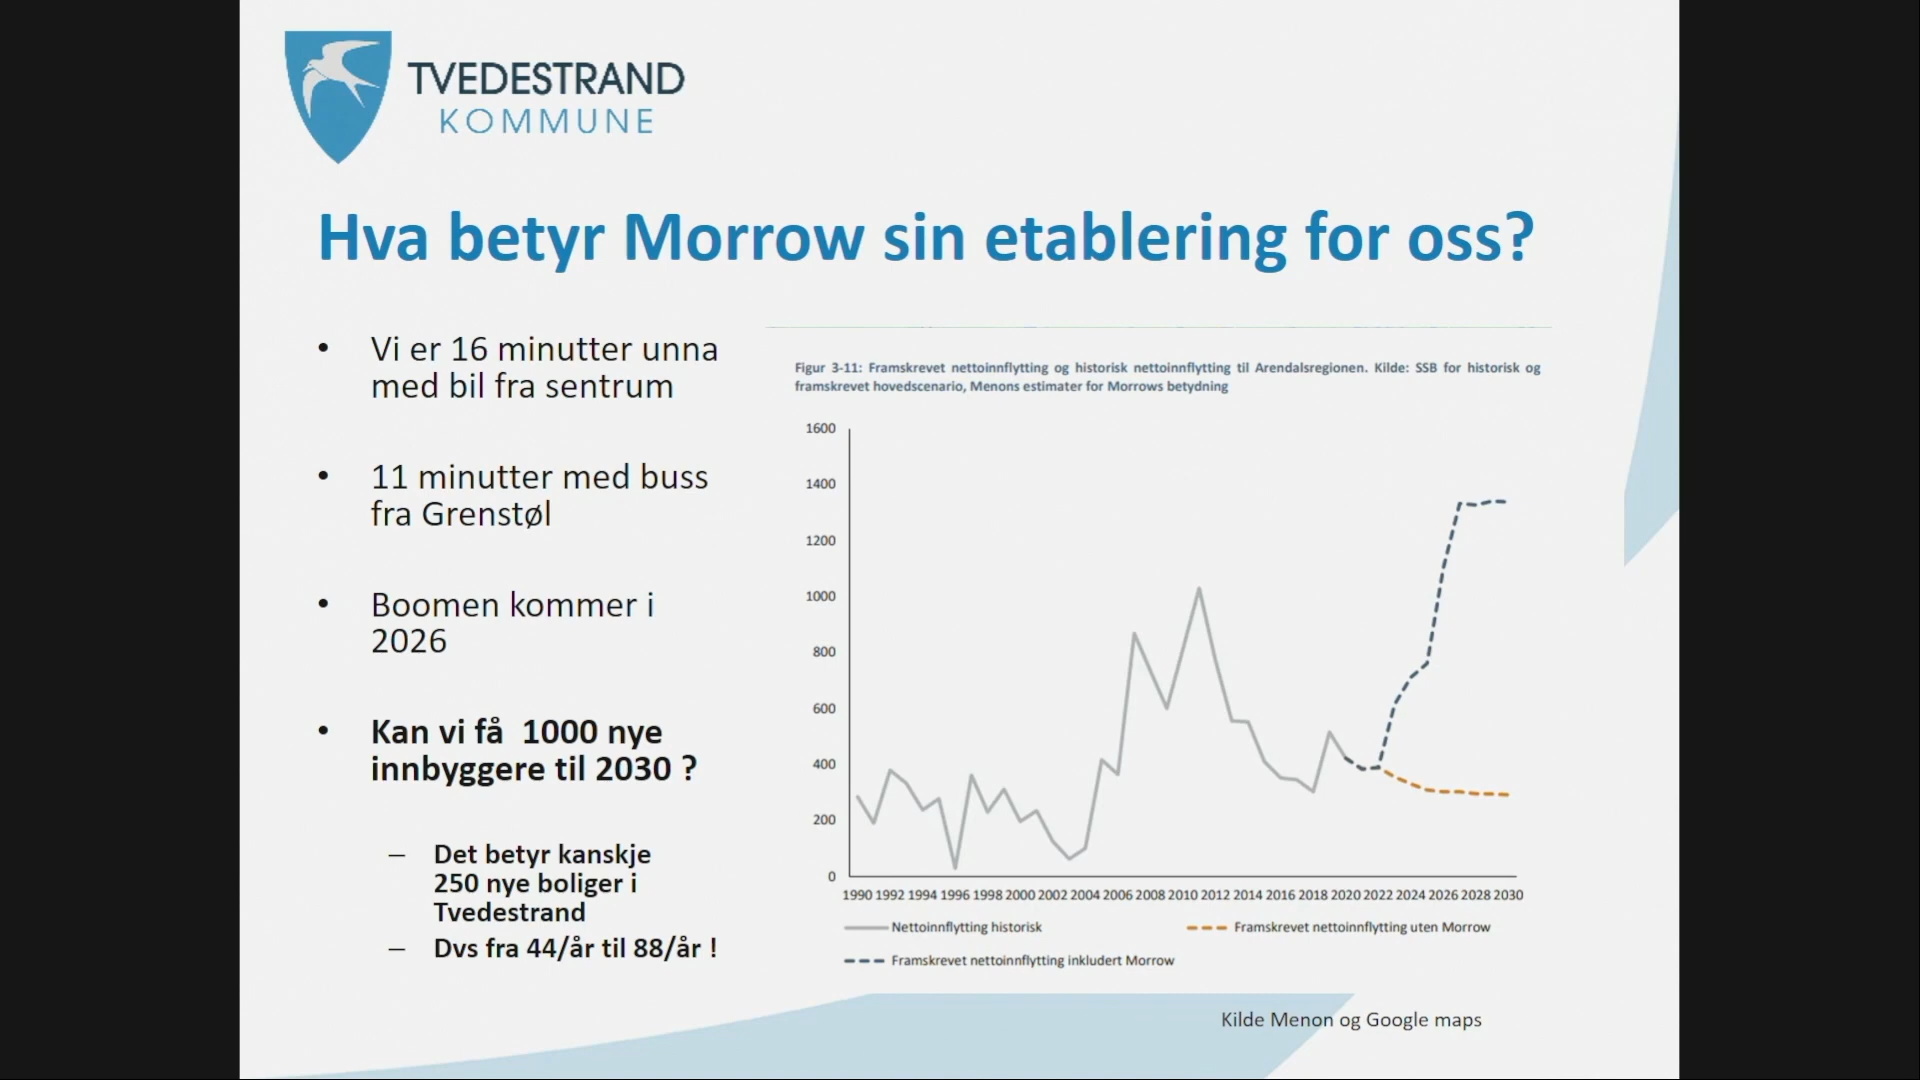 TVEDESTRAND
KOMMUNE
Hva betyr Morrow sin etablering for oss?
• Vi er 16 minutter unna
med bil fra sentrum
• 11 minutter med buss
fra Grenstøl
• Boomen kommer i
2026
• Kan vi få  1000 nye
innbyggere til 2030 ?
– Det betyr kanskje
250 nye boliger i
Tvedestrand
– Dvs fra 44/år til 88/år !
Figur 3-11: Framskrevet nettoinnflytting og historisk nettoinnflytting til Arendalsregionen. Kilde: SSB for historisk og
framskrevet hovedscenario, Menons estimater for Morrows betydning
1600
1400
1200
1000
800
600
400
200
0
1990 1992 1994 1996 1998 2000 2002 2004 2006 2008 2010 2012 2014 2016 2018 2020 2022 2024 2026 2028 2030
Nettoinnflytting historisk
Framskrevet nettoinnflytting uten Morrow
Framskrevet nettoinnflytting inkludert Morrow
Kilde Menon og Google maps